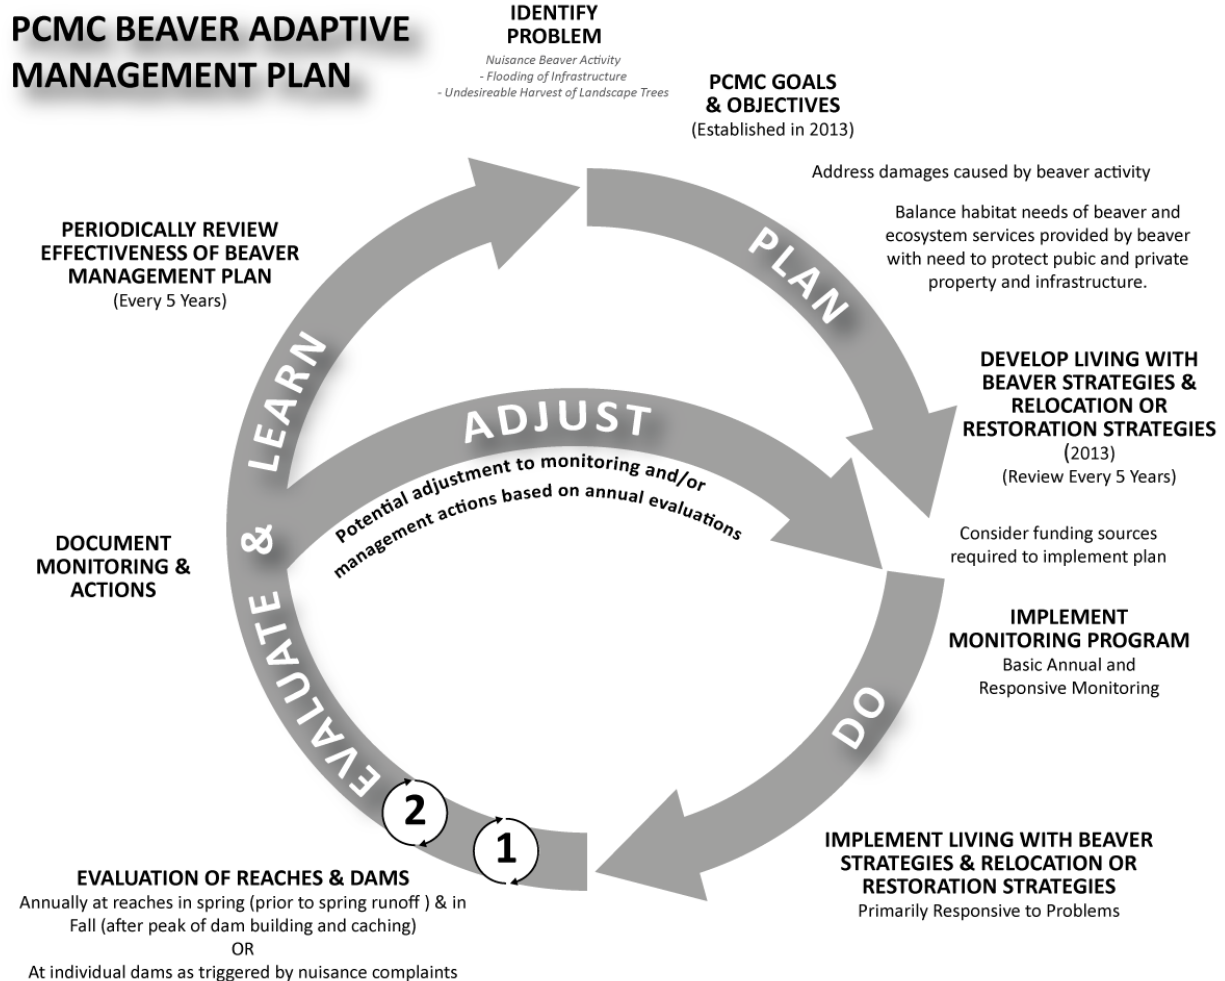 PCMC BEAVER ADAPTIVE
MANAGEMENT PLAN
IDENTIFY
PROBLEM
Nuisance Beaver Activity
- Flooding of Infrastructure
- Undesireable Harvest of Landscape Trees
PCMC GOALS
& OBJECTIVES
(Established in 2013)
Address damages caused by beaver activity
Balance habitat needs of beaver and
ecosystem services provided by beaver
with need to protect pubic and private
property and infrastructure.
PLAN
DEVELOP LIVING WITH
BEAVER STRATEGIES &
RELOCATION OR
RESTORATION STRATEGIES
(2013)
(Review Every 5 Years)
Consider funding sources
required to implement plan
IMPLEMENT
MONITORING PROGRAM
Basic Annual and
Responsive Monitoring
DO
IMPLEMENT LIVING WITH BEAVER
STRATEGIES & RELOCATION OR
RESTORATION STRATEGIES
Primarily Responsive to Problems
1
2
EVALUATION OF REACHES & DAMS
Annually at reaches in spring (prior to spring runoff ) & in
Fall (after peak of dam building and caching)
OR
At individual dams as triggered by nuisance complaints
EVALUATE & LEARN
DOCUMENT
MONITORING &
ACTIONS
PERIODICALLY REVIEW
EFFECTIVENESS OF BEAVER
MANAGEMENT PLAN
(Every 5 Years)
ADJUST
Potential adjustment to monitoring and/or
management actions based on annual evaluations